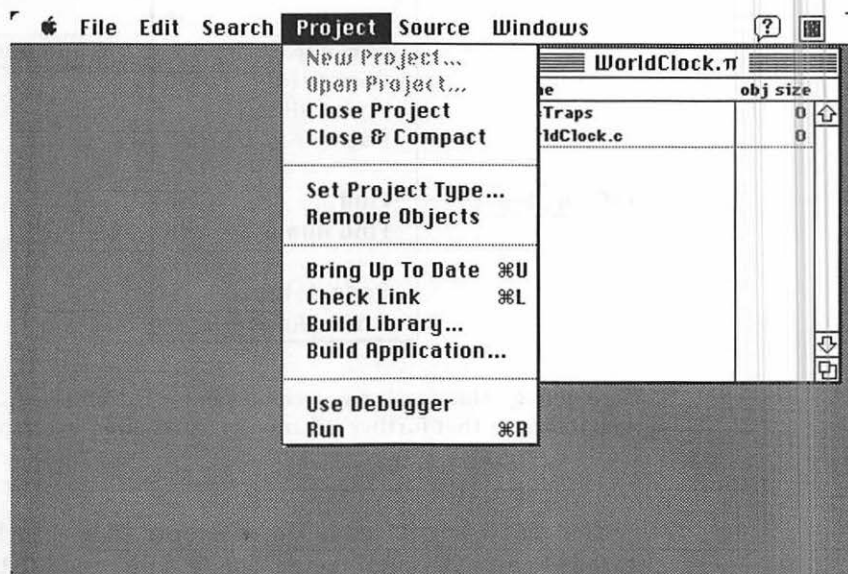 File Edit Search Project Source Windows
New Project...
Open Project...
Close Project
Close & Compact
Set Project Type...
Remove Objects
Bring Up To Date ⌘U
Check Link ⌘L
Build Library...
Build Application...
Use Debugger
Run ⌘R
WorldClock.π
obj size
Traps 0
ldClock.c 0